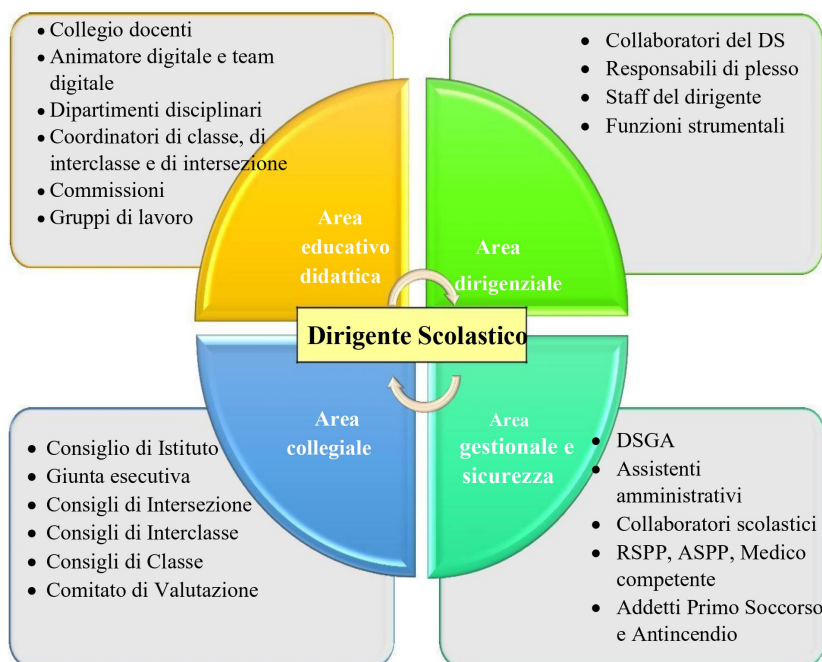 • Collegio docenti
• Animatore digitale e team
digitale
• Dipartimenti disciplinari
• Coordinatori di classe, di
interclasse e di intersezione
• Commissioni
• Gruppi di lavoro
• Collaboratori del DS
• Responsabili di plesso
• Staff del dirigente
• Funzioni strumentali
Area
educativo
didattica
Area
dirigenziale
Dirigente Scolastico
Area
collegiale
Area
gestionale e
sicurezza
• Consiglio di Istituto
• Giunta esecutiva
• Consigli di Intersezione
• Consigli di Interclasse
• Consigli di Classe
• Comitato di Valutazione
• DSGA
• Assistenti
amministrativi
• Collaboratori scolastici
• RSPP, ASPP, Medico
competente
• Addetti Primo Soccorso
e Antincendio